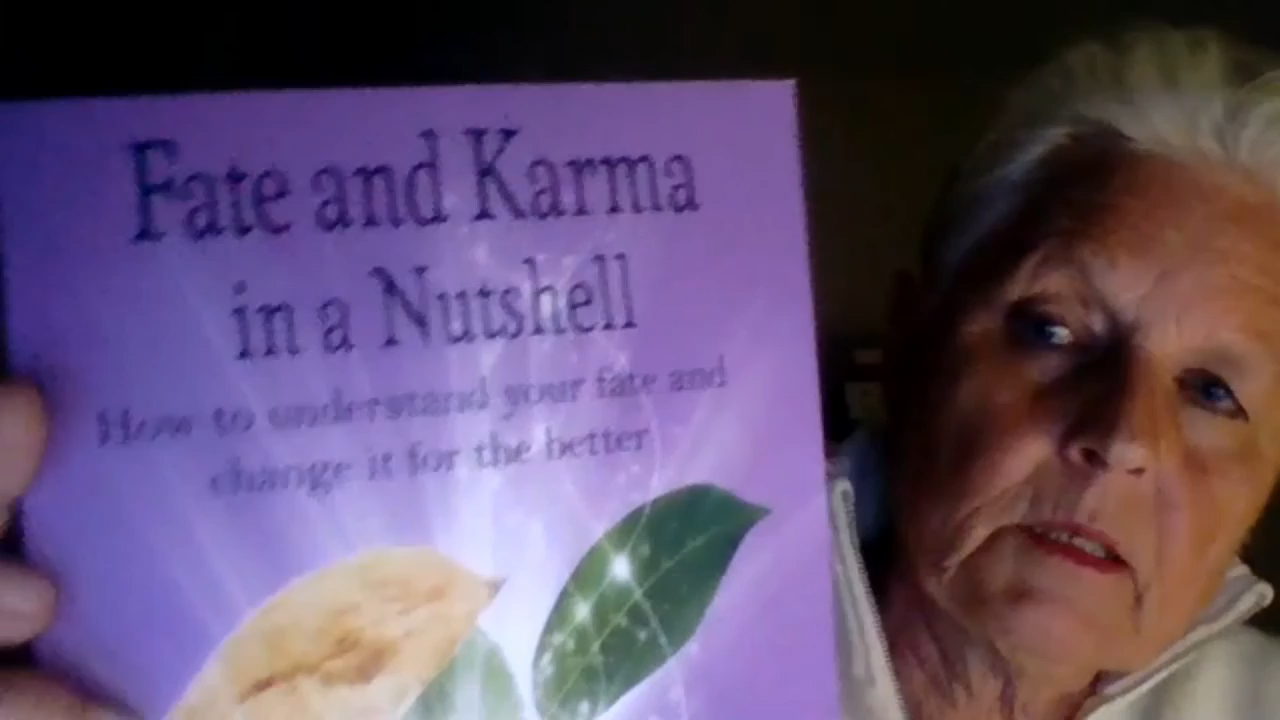 Fate and Karma
in a Nutshell
How to understand your fate and
change it for the better